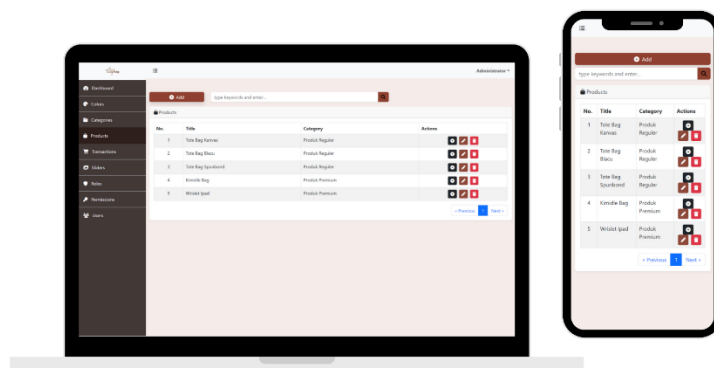 Administrator
Dashboard
Colors
Categories
Products
Transactions
Sliders
Roles
Permissions
Users
Add
type keywords and enter...
Products
No. Title Category Actions
1 Tote Bag Kanvas Produk Reguler
2 Tote Bag Blacu Produk Reguler
3 Tote Bag Spunbond Produk Reguler
4 Kimidie Bag Produk Premium
5 Wristlet Ipad Produk Premium
« Previous 1 Next »
Add
type keywords and enter...
Products
No. Title Category Actions
1 Tote Bag Produk
Kanvas Reguler
2 Tote Bag Produk
Blacu Reguler
3 Tote Bag Produk
Spunbond Reguler
4 Kimidie Bag Produk
Premium
5 Wristlet Ipad Produk
Premium
« Previous 1 Next »